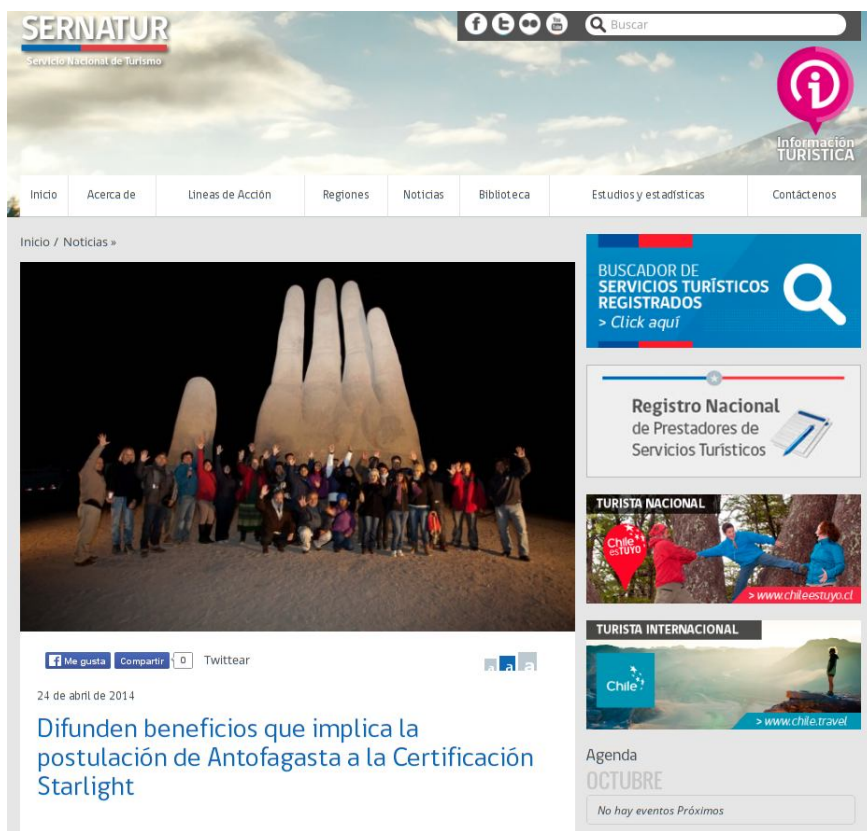 SERNATUR
Servicio Nacional de Turismo
Buscar
Información
TURÍSTICA
Inicio
Acerca de
Lineas de Acción
Regiones
Noticias
Biblioteca
Estudios y estadísticas
Contáctenos
Inicio / Noticias »
BUSCADOR DE
SERVICIOS TURÍSTICOS
REGISTRADOS
> Click aquí
Registro Nacional
de Prestadores de
Servicios Turísticos
TURISTA NACIONAL
Chile
esTUYO
> www.chileestuyo.cl
TURISTA INTERNACIONAL
Chile
> www.chile.travel
Me gusta
Compartir
0
Twittear
a a a
24 de abril de 2014
Difunden beneficios que implica la
postulación de Antofagasta a la Certificación
Starlight
Agenda
OCTUBRE
No hay eventos Próximos